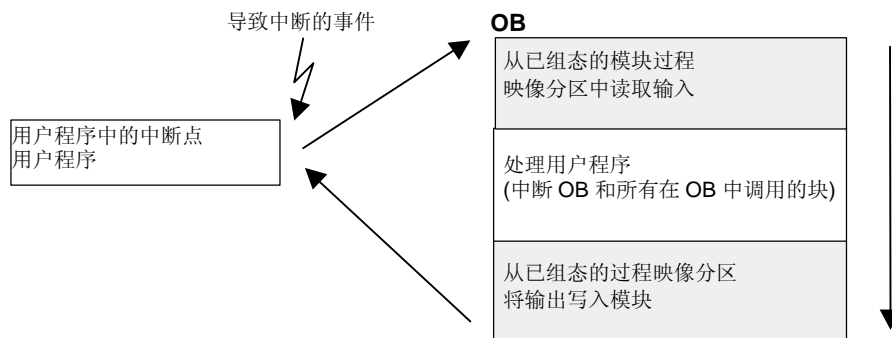 导致中断的事件
OB
从已组态的模块过程
映像分区中读取输入
用户程序中的中断点
用户程序
处理用户程序
(中断 OB 和所有在 OB 中调用的块)
从已组态的过程映像分区
将输出写入模块